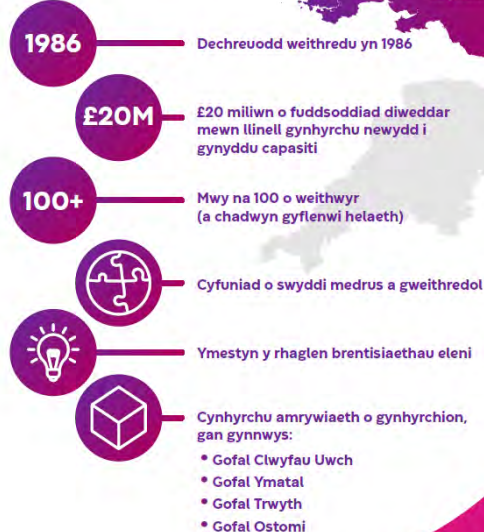 1986
Dechreuodd weithredu yn 1986
£20M
£20 miliwn o fuddsoddiad diweddar
mewn llinell gynhyrchu newydd i
gynyddu capasiti
100+
Mwy na 100 o weithwyr
(a chadwyn gyflenwi helaeth)
Cyfuniad o swyddi medrus a gweithredol
Ymestyn y rhaglen brentisiaethau eleni
Cynhyrchu amrywiaeth o gynhyrchion,
gan gynnwys:
• Gofal Clwyfau Uwch
• Gofal Ymatal
• Gofal Trwyth
• Gofal Ostomi